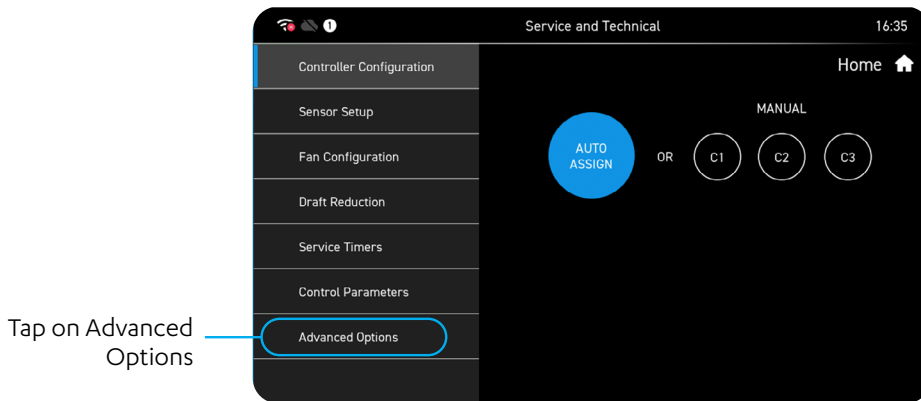 1
Service and Technical
16:35
Home
Controller Configuration
Sensor Setup
Fan Configuration
Draft Reduction
Service Timers
Control Parameters
Advanced Options
MANUAL
AUTO
ASSIGN
OR
C1
C2
C3
Tap on Advanced
Options